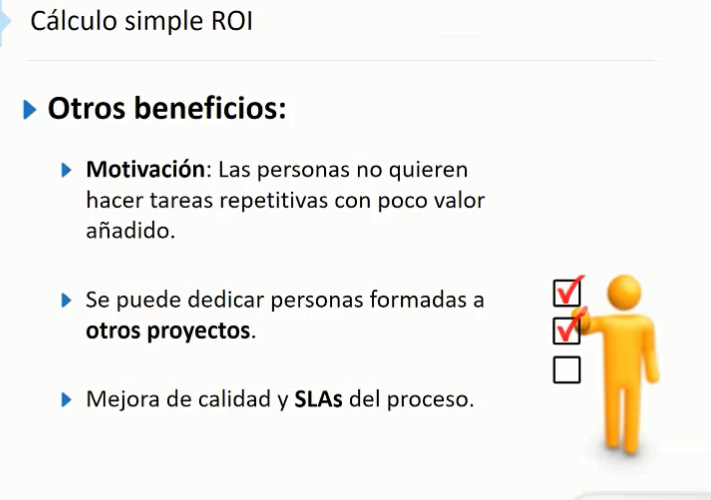 Cálculo simple ROI
Otros beneficios:
Motivación: Las personas no quieren
hacer tareas repetitivas con poco valor
añadido.
Se puede dedicar personas formadas a
otros proyectos.
Mejora de calidad y SLAs del proceso.